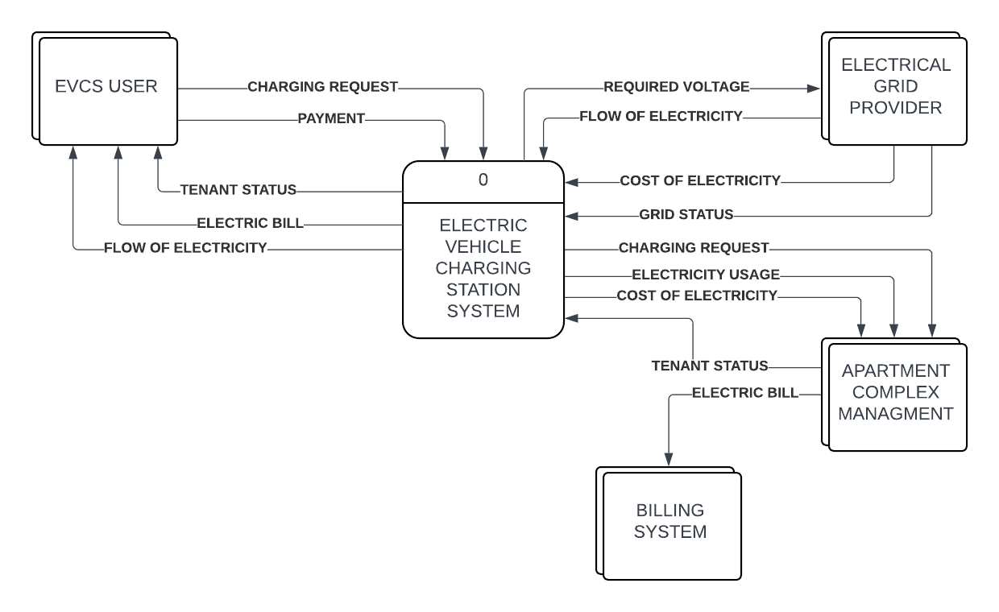 EVCS USER
CHARGING REQUEST
PAYMENT
TENANT STATUS
ELECTRIC BILL
FLOW OF ELECTRICITY
0
ELECTRIC
VEHICLE
CHARGING
STATION
SYSTEM
REQUIRED VOLTAGE
FLOW OF ELECTRICITY
ELECTRICAL
GRID
PROVIDER
COST OF ELECTRICITY
GRID STATUS
CHARGING REQUEST
ELECTRICITY USAGE
COST OF ELECTRICITY
TENANT STATUS
ELECTRIC BILL
APARTMENT
COMPLEX
MANAGMENT
BILLING
SYSTEM